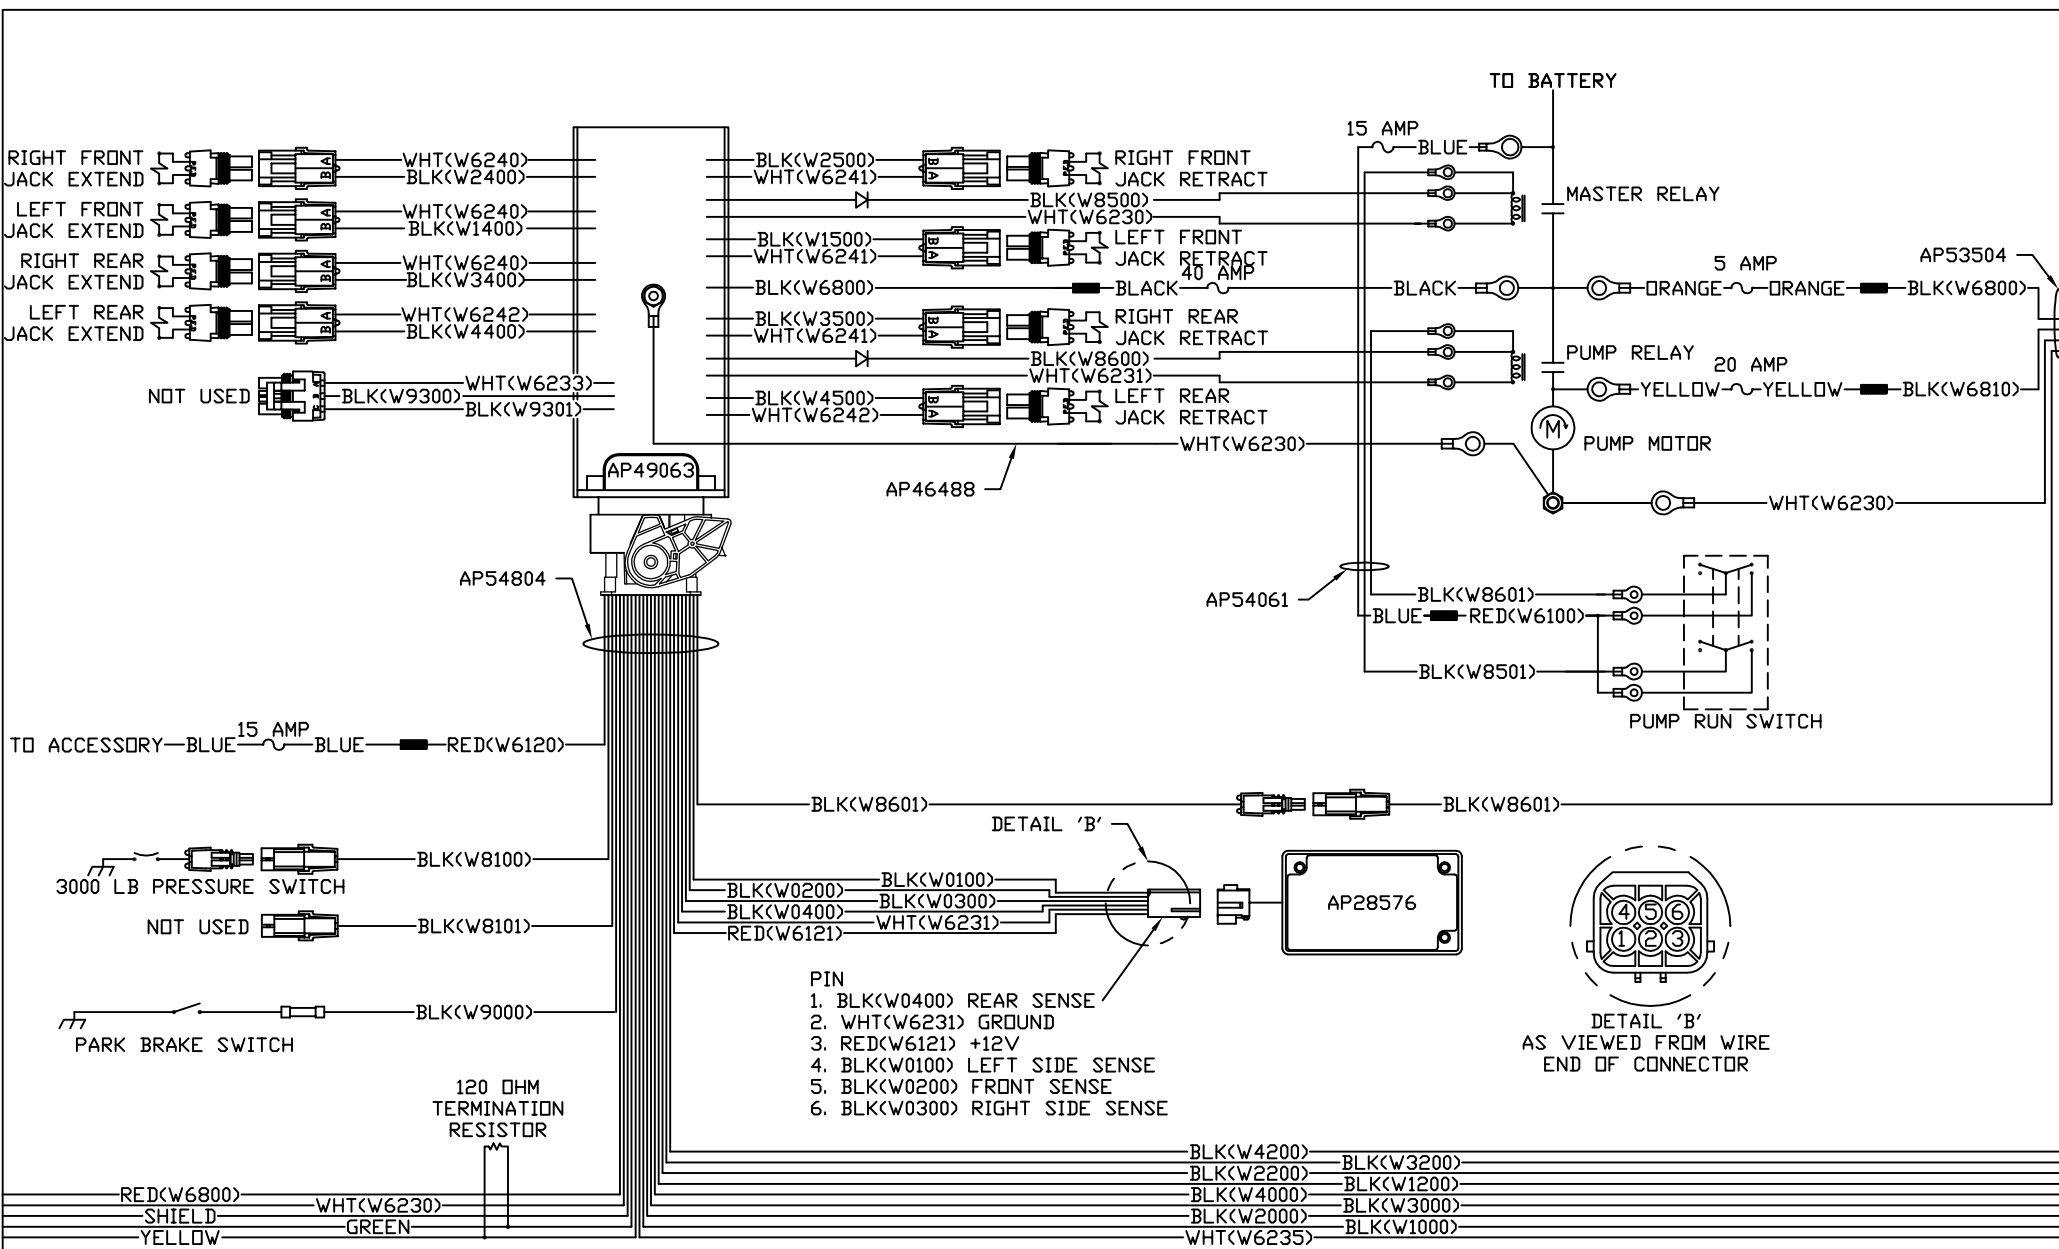 TO BATTERY
15 AMP
BLUE
RIGHT FRONT
JACK EXTEND
A
B
WHT(W6240)
BLK(W2400)
BLK(W2500)
WHT(W6241)
B
A
RIGHT FRONT
JACK RETRACT
BLK(W8500)
WHT(W6230)
MASTER RELAY
LEFT FRONT
JACK EXTEND
A
B
WHT(W6240)
BLK(W1400)
BLK(W1500)
WHT(W6241)
B
A
LEFT FRONT
JACK RETRACT
RIGHT REAR
JACK EXTEND
A
B
WHT(W6240)
BLK(W3400)
BLK(W6800)
BLACK
40 AMP
BLACK
5 AMP
ORANGE
ORANGE
BLK(W6800)
AP53504
LEFT REAR
JACK EXTEND
A
B
WHT(W6242)
BLK(W4400)
BLK(W3500)
WHT(W6241)
B
A
RIGHT REAR
JACK RETRACT
BLK(W8600)
WHT(W6231)
PUMP RELAY
20 AMP
YELLOW
YELLOW
BLK(W6810)
NOT USED
WHT(W6233)
BLK(W9300)
BLK(W9301)
BLK(W4500)
WHT(W6242)
B
A
LEFT REAR
JACK RETRACT
M
PUMP MOTOR
WHT(W6230)
AP49063
AP46488
WHT(W6230)
AP54804
AP54061
BLK(W8601)
BLUE
RED(W6100)
BLK(W8501)
PUMP RUN SWITCH
TO ACCESSORY
BLUE
15 AMP
BLUE
RED(W6120)
BLK(W8601)
BLK(W8601)
DETAIL 'B'
BLK(W8100)
3000 LB PRESSURE SWITCH
NOT USED
BLK(W8101)
BLK(W0100)
BLK(W0200)
BLK(W0300)
BLK(W0400)
WHT(W6231)
RED(W6121)
AP28576
4 5 6
1 2 3
DETAIL 'B'
AS VIEWED FROM WIRE
END OF CONNECTOR
PIN
1. BLK(W0400) REAR SENSE
2. WHT(W6231) GROUND
3. RED(W6121) +12V
4. BLK(W0100) LEFT SIDE SENSE
5. BLK(W0200) FRONT SENSE
6. BLK(W0300) RIGHT SIDE SENSE
BLK(W9000)
PARK BRAKE SWITCH
120 OHM
TERMINATION
RESISTOR
RED(W6800)
WHT(W6230)
SHIELD
GREEN
YELLOW
BLK(W4200)
BLK(W3200)
BLK(W2200)
BLK(W1200)
BLK(W4000)
BLK(W3000)
BLK(W2000)
BLK(W1000)
WHT(W6235)